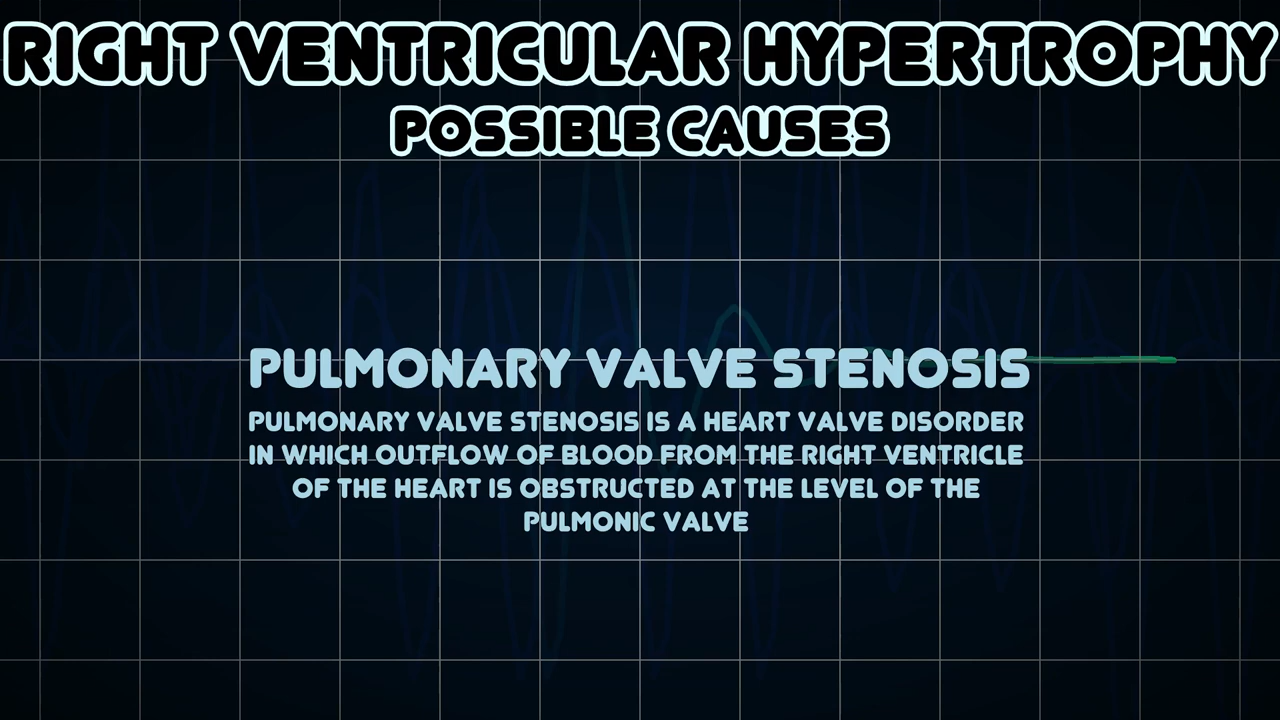 RIGHT VENTRICULAR HYPERTROPHY
POSSIBLE CAUSES
PULMONARY VALVE STENOSIS
PULMONARY VALVE STENOSIS IS A HEART VALVE DISORDER
IN WHICH OUTFLOW OF BLOOD FROM THE RIGHT VENTRICLE
OF THE HEART IS OBSTRUCTED AT THE LEVEL OF THE
PULMONIC VALVE